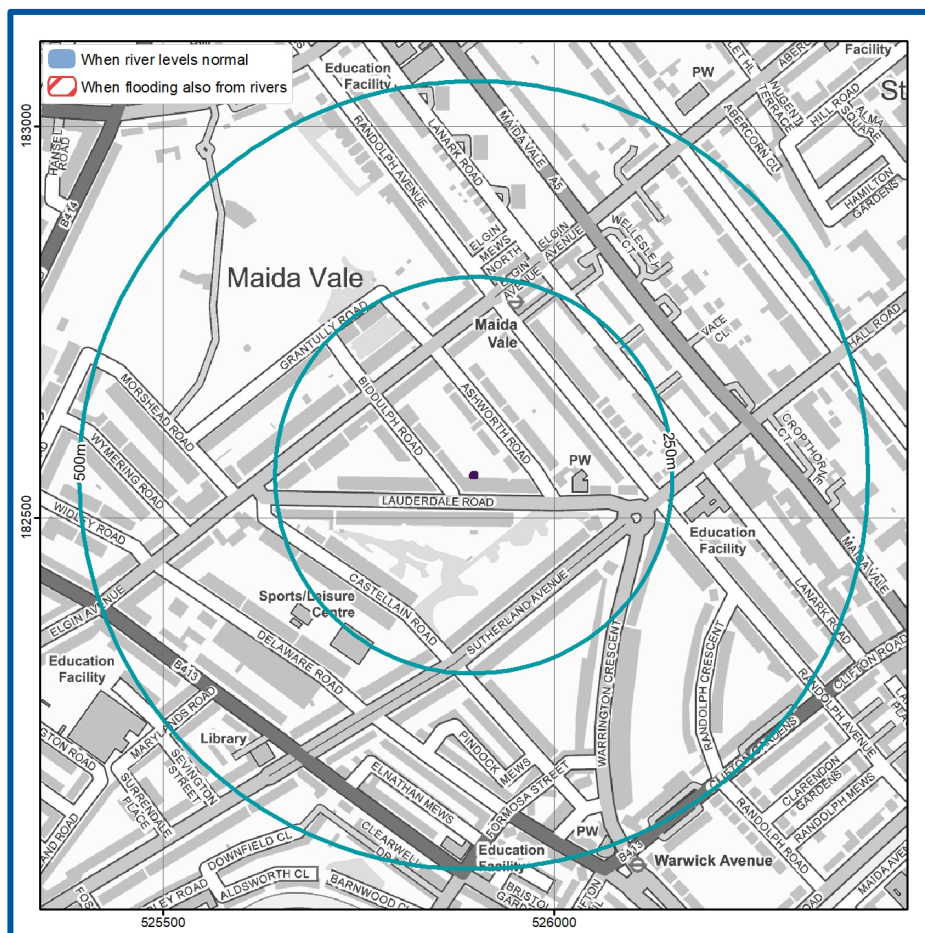 When river levels normal
When flooding also from rivers
Education
Facility
PW
Facility
St
183000
HANSEL
ROAD
B414
RANDOLPH AVENUE
LANARK ROAD
MAIDA VALE
A5
NUGENT
TERRACE
ABERCORN CL
HILL ROAD
ALMA
SQUARE
HAMILTON
GARDENS
WELLESLEY
CT
ELGIN
MEWS
NORTH
ELGIN
AVENUE
ELGIN
AVENUE
Maida Vale
GRANTULLY ROAD
Maida
Vale
VALE
CL
HALL ROAD
MORSHEAD ROAD
BIDDULPH ROAD
ASHWORTH ROAD
WYMERING ROAD
CROPTHORNE
CT
500m
250m
PW
LAUDERDALE ROAD
182500
WIDLEY ROAD
Education
Facility
MAIDA VALE
CASTELLAIN ROAD
Sports/Leisure
Centre
SUTHERLAND AVENUE
LANARK ROAD
ELGIN AVENUE
DELAWARE ROAD
WARRINGTON CRESCENT
RANDOLPH CRESCENT
CLIFTON ROAD
Education
Facility
B413
MARYLANDS ROAD
RANDOLPH AVENUE
Library
PINDOCK
MEWS
CLIFTON GARDENS
SEVINGTON
STREET
SURRENDALE
PLACE
ELNATHAN MEWS
FORMOSA STREET
CLARENDON
GARDENS
RANDOLPH MEWS
RANDOLPH
ROAD
PW
B413
Warwick Avenue
DOWNFIELD CL
CLEARWELL
Education
Facility
ALDSWORTH CL
BARNWOOD CL
BRISTOL
525500
526000